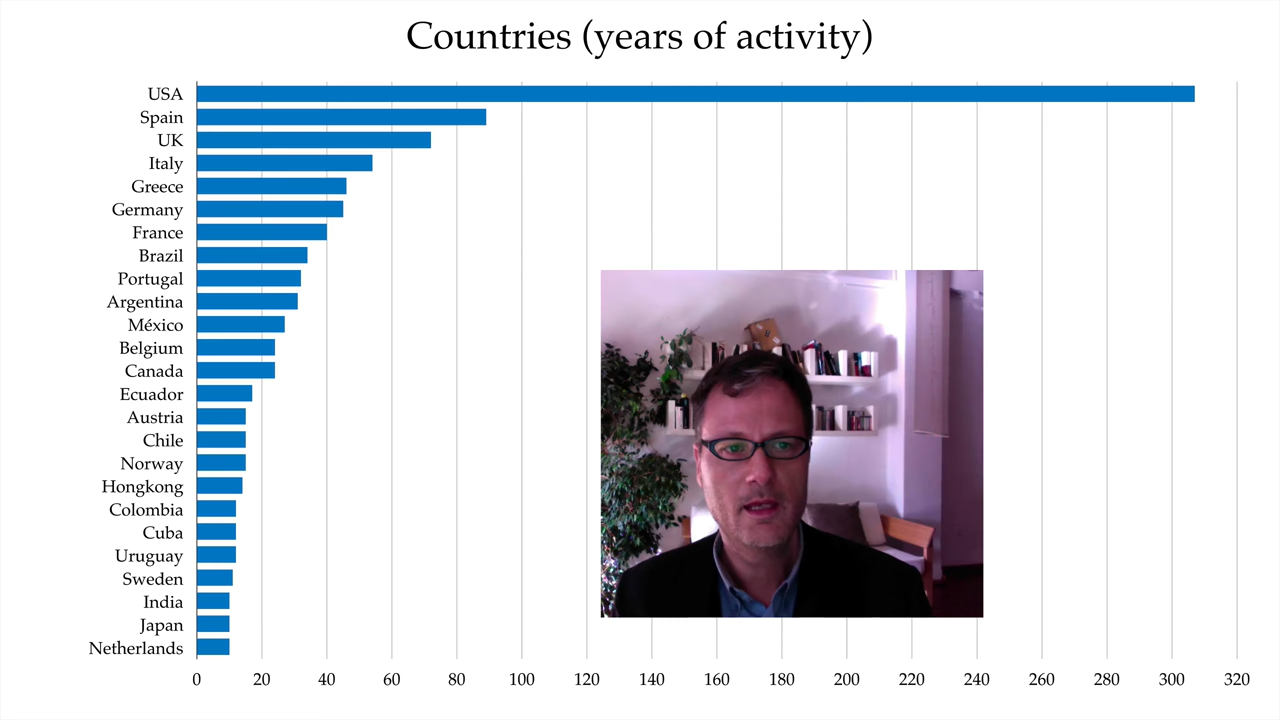 Countries (years of activity)
USA
Spain
UK
Italy
Greece
Germany
France
Brazil
Portugal
Argentina
México
Belgium
Canada
Ecuador
Austria
Chile
Norway
Hongkong
Colombia
Cuba
Uruguay
Sweden
India
Japan
Netherlands
0 20 40 60 80 100 120 140 160 180 200 220 240 260 280 300 320